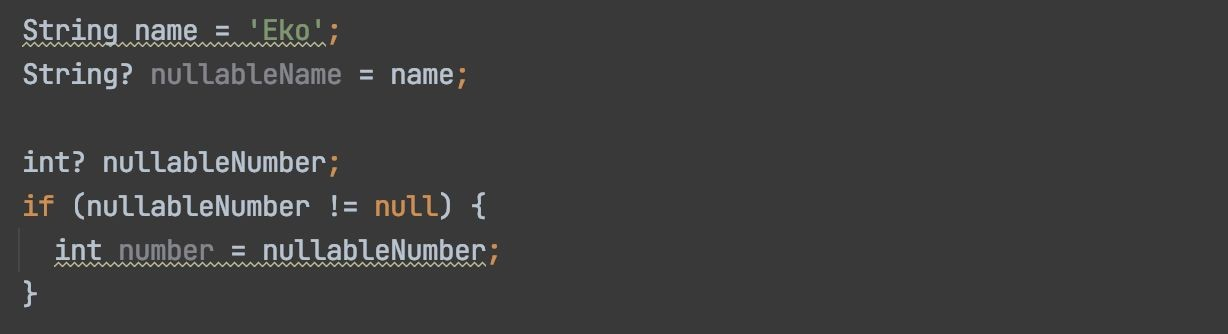 String name = 'Eko';
String? nullableName = name;
int? nullableNumber;
if (nullableNumber != null) {
int number = nullableNumber;
}